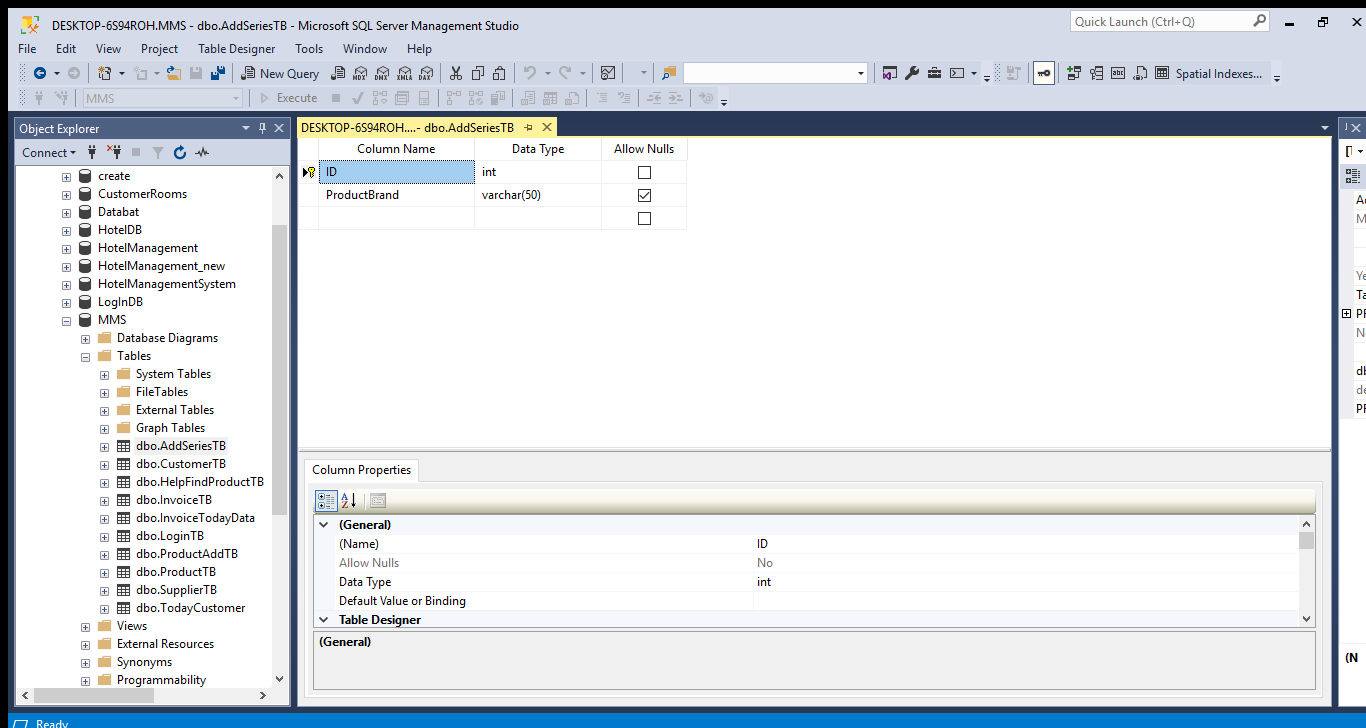 DESKTOP-6S94ROH.MMS - dbo.AddSeriesTB - Microsoft SQL Server Management Studio
Quick Launch (Ctrl+Q)
File Edit View Project Table Designer Tools Window Help
New Query MDX DMX XMLA DAX Spatial Indexes...
MMS Execute
Object Explorer
DESKTOP-6S94ROH....- dbo.AddSeriesTB
Connect
Column Name Data Type Allow Nulls
ID int
ProductBrand varchar(50)
create
CustomerRooms
Databat
HotelDB
HotelManagement
HotelManagement_new
HotelManagementSystem
LogInDB
MMS
Database Diagrams
Tables
System Tables
FileTables
External Tables
Graph Tables
dbo.AddSeriesTB
dbo.CustomerTB
dbo.HelpFindProductTB
dbo.InvoiceTB
dbo.InvoiceTodayData
dbo.LoginTB
dbo.ProductAddTB
dbo.ProductTB
dbo.SupplierTB
dbo.TodayCustomer
Views
External Resources
Synonyms
Programmability
Column Properties
(General)
(Name) ID
Allow Nulls No
Data Type int
Default Value or Binding
Table Designer
(General)
Ready